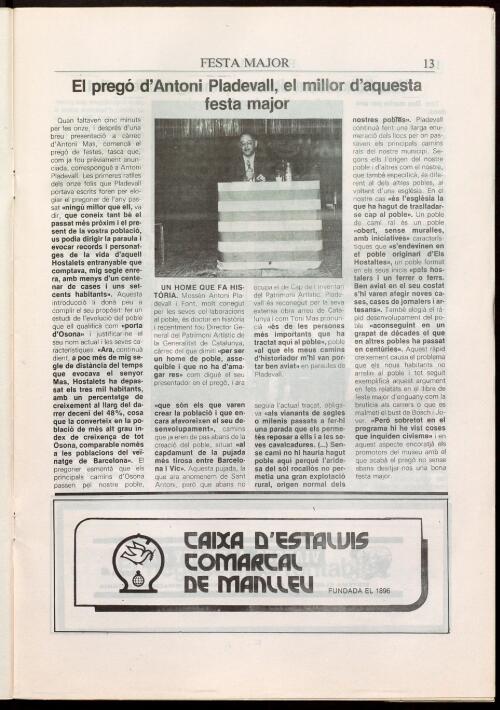 FESTA MAJOR
13
El pregó d'Antoni Pladevall, el millor d'aquesta
festa major
Quan faltaven cinc minuts
per les onze, i després d'una
breu presentació a càrrec
d'Antoni Mas, comencà el
pregó de festes, tasca que,
com ja fou prèviament anun-
ciada, correspongué a Antoni
Pladevall. Les primeres ratlles
dels onze folis que Pladevall
portava escrits foren per elo-
giar el pregoner de l'any pas-
sat «ningú millor que ell, va
dir, que coneix tant bé el
passat més pròxim i el pre-
sent de la vostra població,
us podia dirigir la paraula i
evocar records i personat-
ges de la vida d'aquell
Hostalets entranyable que
comptava, mig segle enre-
ra, amb menys d'un cente-
nar de cases i uns set-
cents habitants». Aquesta
introducció li donà peu a
complir el seu propòsit: fer un
estudi de l'evolució del poble
que ell qualifica com «porta
d'Osona» i justificar-ne el
seu nom actual i les seves ca-
racterístiques: «Ara, continuà
dient, a poc més de mig se-
gle de distància del temps
que evocava el senyor
Mas, Hostalets ha depas-
sat els tres mil habitants,
amb un percentatge de
creixement al llarg del da-
rrer deceni del 48%, cosa
que la converteix en la po-
blació de més alt grau ín-
dex de creixença de tot
Osona, comparable només
a les poblacions del veï-
natge de Barcelona». El
pregoner esmentà que els
principals camins d'Osona
passen pel nostre poble,
UN HOME QUE FA HIS-
TÒRIA. Mossèn Antoni Pla-
devall i Font, molt conegut
per les seves col·laboracions
al poble, és doctor en història
i recentment fou Director Ge-
neral del Patrimoni Artístic de
la Generalitat de Catalunya,
càrrec del que dimití «per ser
un home de poble, asse-
quible i que no ha d'ama-
gar res» com digué el seu
presentador en el pregó, i ara
ocupa el de Cap de l'inventari
del Patrimoni Artístic. Plade-
vall és reconegut per la seva
extensa obra arreu de Cata-
lunya i com Toni Mas pronun-
cià «és de les persones
més importants que ha
tractat aquí al poble», poble
«al que els meus camins
d'historiador m'hi van por-
tar ben aviat» en paraules de
Pladevall.
«que són els que varen
crear la població i que en-
cara afavoreixen el seu de-
senvolupament», camins
que ja eren de pas abans de la
creació del poble, situat «al
capdamunt de la pujada
més tirosa entre Barcelo-
na i Vic». Aquesta pujada, la
que ara anomenem de Sant
Antoni, però que abans no
seguia l'actual traçat, obliga-
va «als vianants de segles
o milenis passats a fer-hi
una parada que els perme-
tés reposar a ells i a les se-
ves cavalcadures. (...) Sen-
se camí no hi hauria hagut
poble aquí perquè l'aride-
sa del sòl rocallós no per-
metia una gran explotació
rural, origen normal dels
nostres pobles». Pladevall
continuà fent una llarga enu-
meració dels llocs per on pas-
saven els principals camins
rals del nostre municipi. Se-
gons ells l'origen del nostre
poble i d'altres com el nostre,
que també especificà, és dife-
rent al dels altres pobles, al
voltant d'una església. En el
nostre cas «és l'església la
que ha hagut de traslladar-
se cap al poble». Un poble
de camí ral és un poble
«obert, sense muralles,
amb iniciatives» caracterís-
tiques que «s'endevinen en
el poble originari d'Els
Hostalets», un poble format
en els seus inicis «pels hos-
talers i un ferrer o ferrs.
Ben aviat en el seu costat
s'hi varen afegir noves ca-
ses, cases de jornalers i ar-
tesans». També elogià el rà-
pid desenvolupament del po-
ble «aconseguint en un
grapat de dècades el que
en altres pobles ha passat
en centúries». Aquest ràpid
creixement causa el problema
que els nous habitants no
arrelin al poble i tot seguit
exemplificà aquest argument
en fets relatats en el llibre de
festa major d'enguany com la
brutícia als carrers o que es
malmeti el bust de Bosch i Jo-
ver. «Però sobretot en el
programa hi he vist coses
que inquiden civisme» i en
aquest aspecte encoratjà els
promotors del museu amb el
que acabà el pregó no sense
abans desitjar-nos una bona
festa major.
CAIXA D'ESTALVIS
COMARCAL
DE MANLLEU
FUNDADA EL 1896